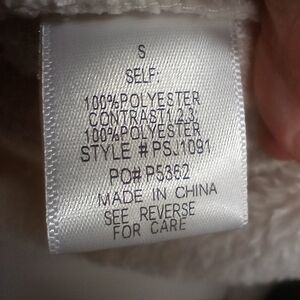 S
SELF:
100%POLYESTER
CONTRAST1,2,3,
100%POLYESTER
STYLE #PSJ1091
PO# P5362
MADE IN CHINA
SEE REVERSE
FOR CARE